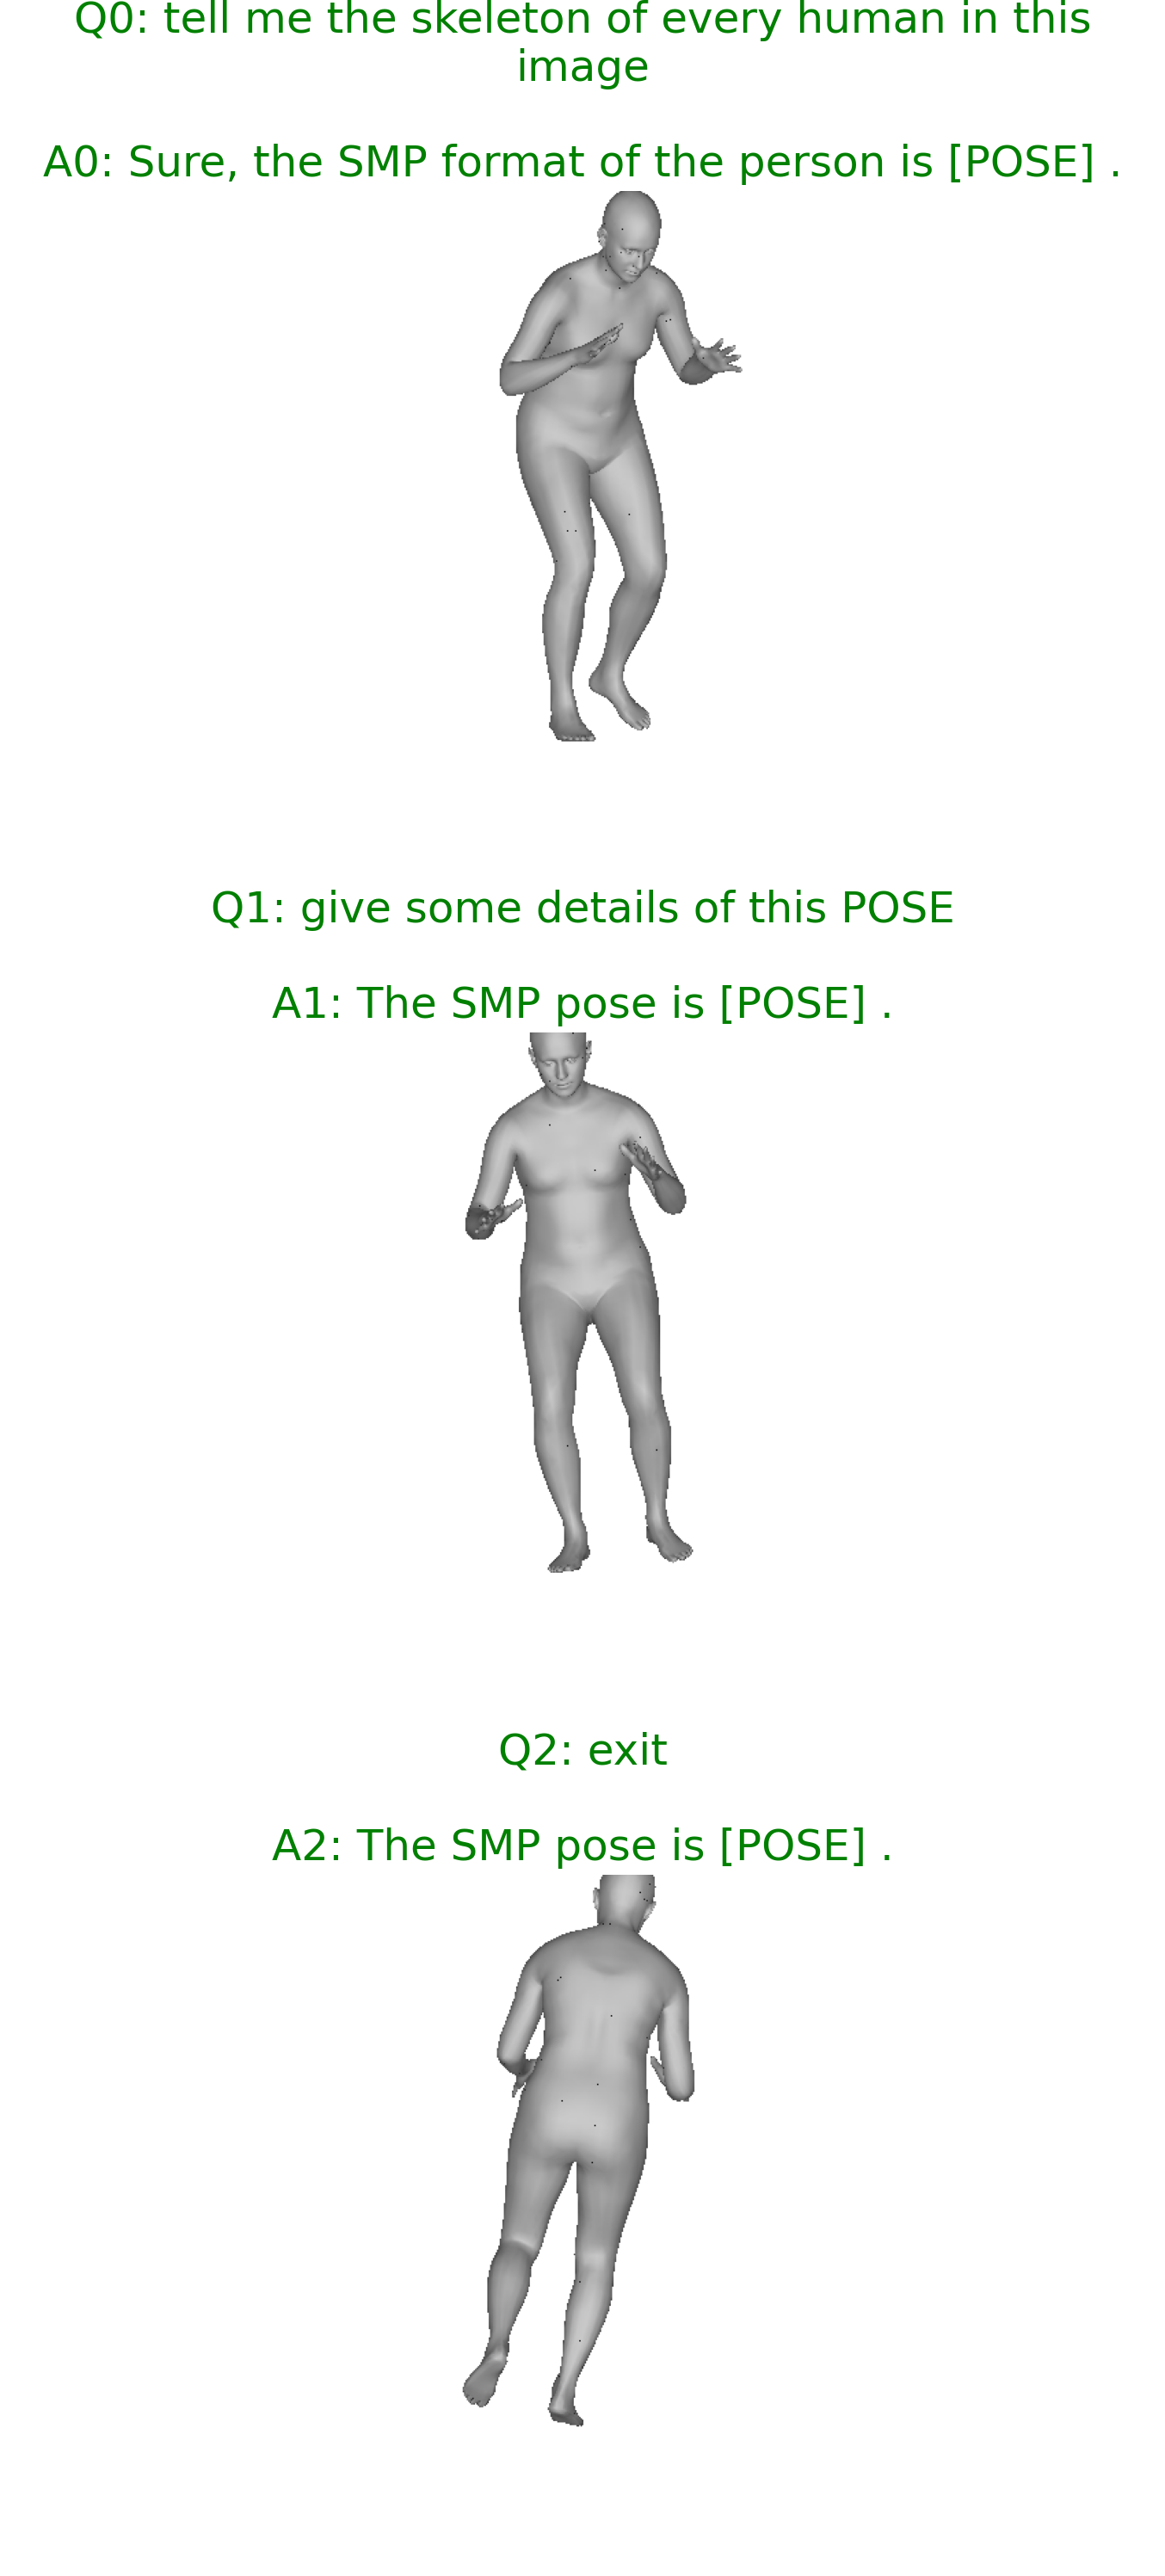 Q0: tell me the skeleton of every human in this
image
A0: Sure, the SMP format of the person is [POSE] .
Q1: give some details of this POSE
A1: The SMP pose is [POSE] .
Q2: exit
A2: The SMP pose is [POSE] .